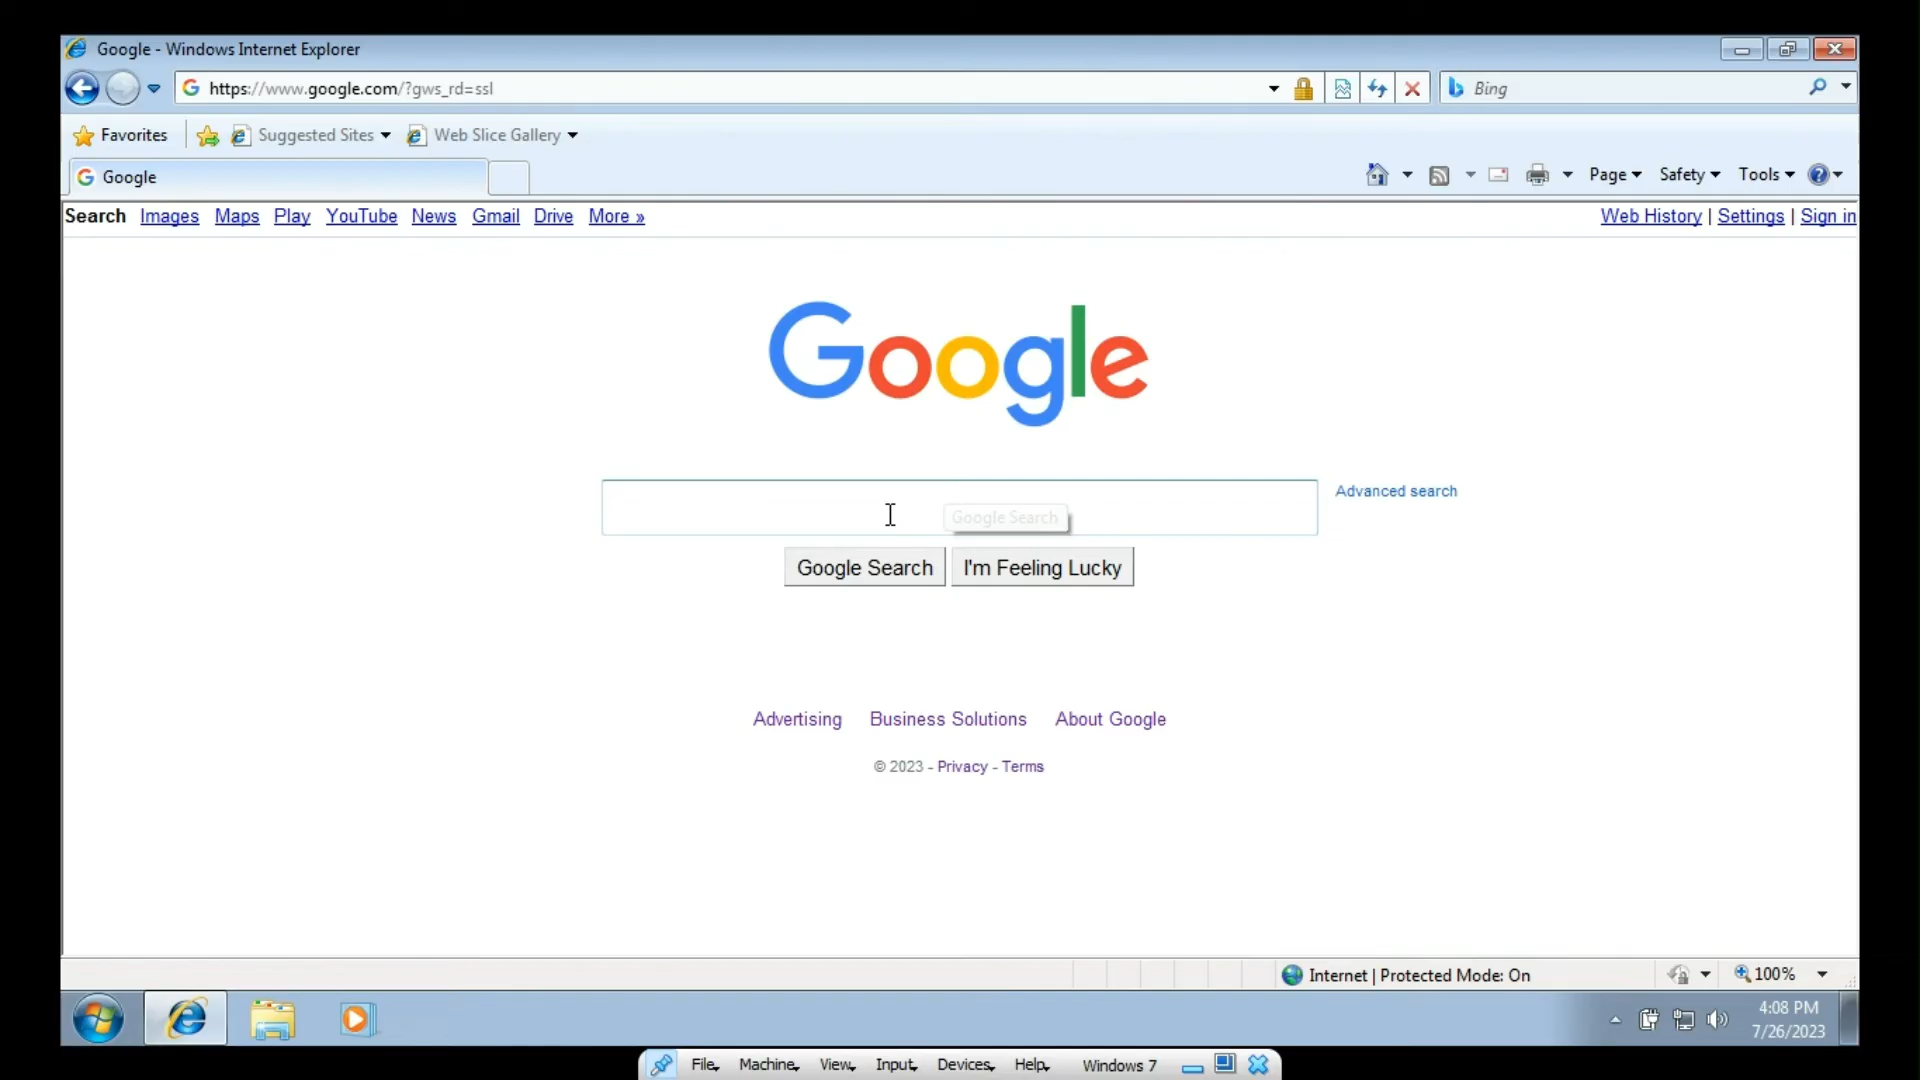 Google - Windows Internet Explorer
https://www.google.com/?gws_rd=ssl
Bing
Favorites
Suggested Sites
Web Slice Gallery
Google
Page
Safety
Tools
Search Images Maps Play YouTube News Gmail Drive More »
Web History | Settings | Sign in
Google
Advanced search
Google Search
Google Search
I'm Feeling Lucky
Advertising
Business Solutions
About Google
© 2023 - Privacy - Terms
Internet | Protected Mode: On
100%
4:08 PM
7/26/2023
File
Machine
View
Input
Devices
Help
Windows 7